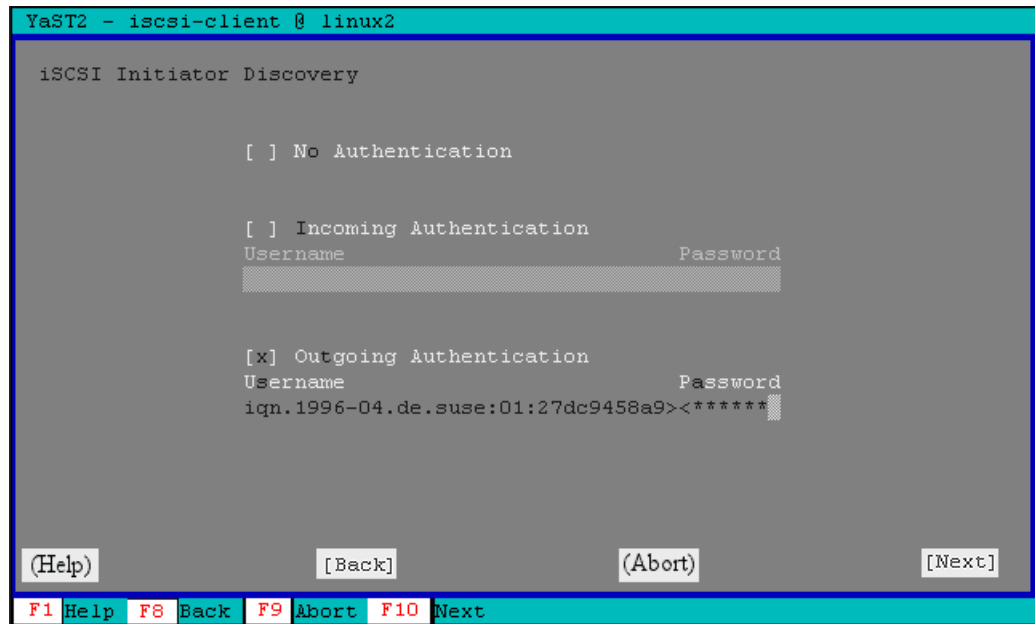 YaST2 - iscsi-client @ linux2
iSCSI Initiator Discovery
[ ] No Authentication
[ ] Incoming Authentication
Username Password
[x] Outgoing Authentication
Username Password
iqn.1996-04.de.suse:01:27dc9458a9><******
(Help) [Back] (Abort) [Next]
F1 Help F8 Back F9 Abort F10 Next